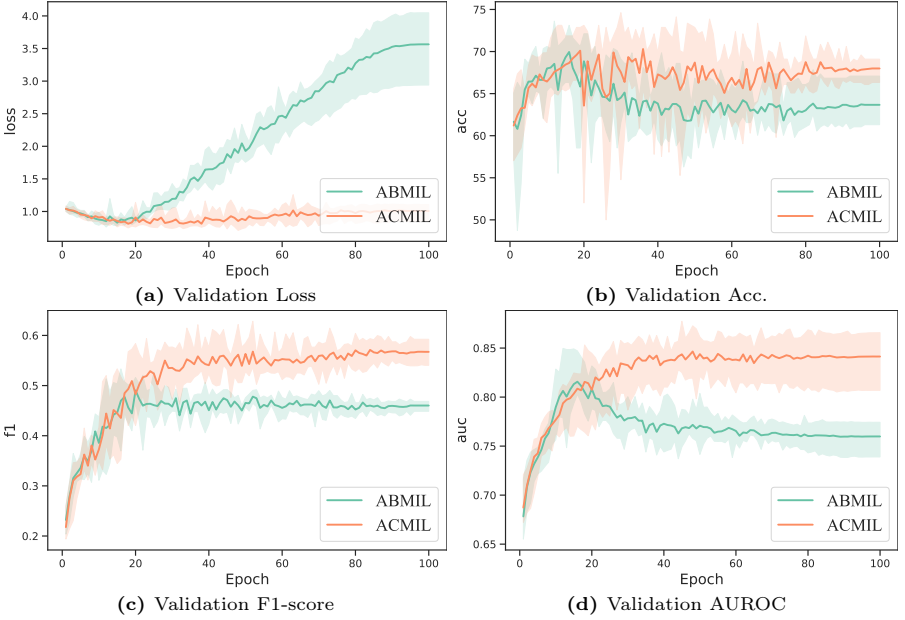 4.0
3.5
3.0
2.5
2.0
1.5
1.0
loss
0 20 40 60 80 100
Epoch
ABMIL
ACMIL
(a) Validation Loss
75
70
65
60
55
50
acc
0 20 40 60 80 100
Epoch
ABMIL
ACMIL
(b) Validation Acc.
0.6
0.5
0.4
0.3
0.2
f1
0 20 40 60 80 100
Epoch
ABMIL
ACMIL
(c) Validation F1-score
0.85
0.80
0.75
0.70
0.65
auc
0 20 40 60 80 100
Epoch
ABMIL
ACMIL
(d) Validation AUROC